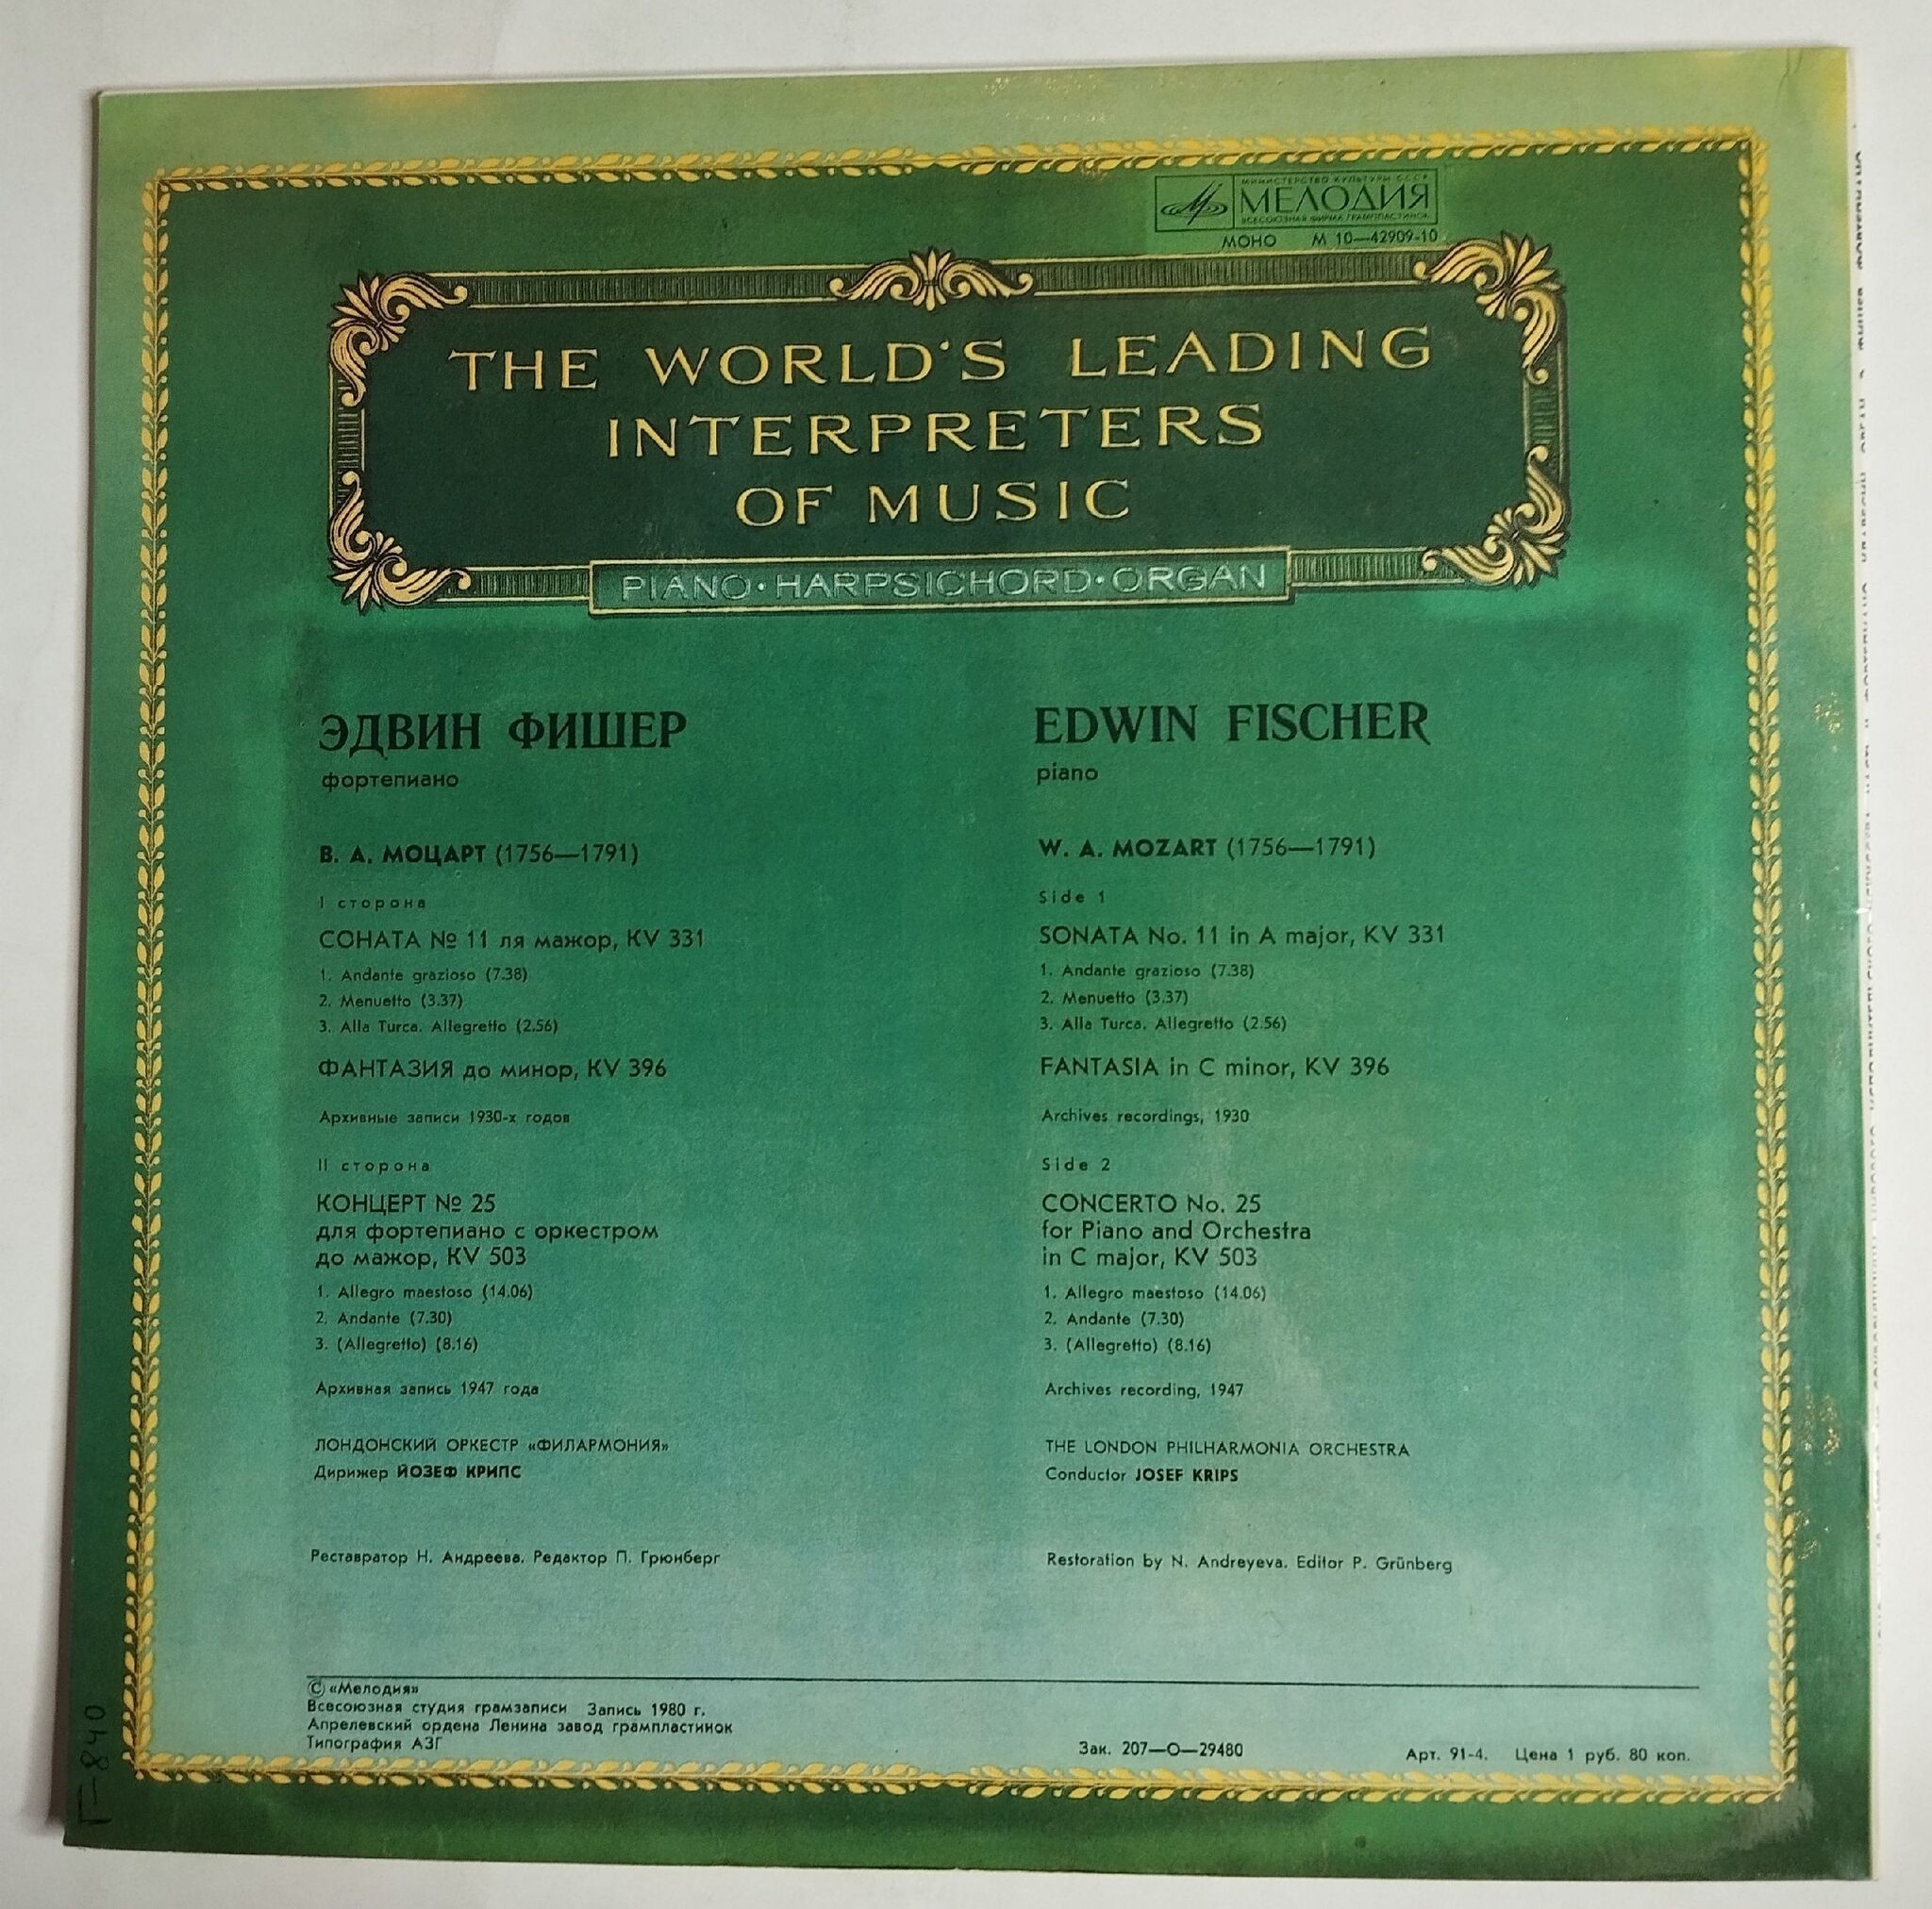 МИНИСТЕРСТВО КУЛЬТУРЫ СССР
МЕЛОДИЯ
ВСЕСОЮЗНАЯ ФИРМА ГРАМПЛАСТИНОК
МОНО М 10—42909-10
THE WORLD'S LEADING
INTERPRETERS
OF MUSIC
PIANO·HARPSICHORD·ORGAN
ЭДВИН ФИШЕР
фортепиано
В. А. МОЦАРТ (1756—1791)
I сторона
СОНАТА № 11 ля мажор, KV 331
1. Andante grazioso (7.38)
2. Menuetto (3.37)
3. Alla Turca. Allegretto (2.56)
ФАНТАЗИЯ до минор, KV 396
Архивные записи 1930-х годов
II сторона
КОНЦЕРТ № 25
для фортепиано с оркестром
до мажор, KV 503
1. Allegro maestoso (14.06)
2. Andante (7.30)
3. (Allegretto) (8.16)
Архивная запись 1947 года
ЛОНДОНСКИЙ ОРКЕСТР «ФИЛАРМОНИЯ»
Дирижер ЙОЗЕФ КРИПС
Реставратор Н. Андреева. Редактор П. Грюнберг
EDWIN FISCHER
piano
W. A. MOZART (1756—1791)
Side 1
SONATA No. 11 in A major, KV 331
1. Andante grazioso (7.38)
2. Menuetto (3.37)
3. Alla Turca. Allegretto (2.56)
FANTASIA in C minor, KV 396
Archives recordings, 1930
Side 2
CONCERTO No. 25
for Piano and Orchestra
in C major, KV 503
1. Allegro maestoso (14.06)
2. Andante (7.30)
3. (Allegretto) (8.16)
Archives recording, 1947
THE LONDON PHILHARMONIA ORCHESTRA
Conductor JOSEF KRIPS
Restoration by N. Andreyeva. Editor P. Grünberg
© «Мелодия»
Всесоюзная студия грамзаписи Запись 1980 г.
Апрелевский ордена Ленина завод грампластинок
Типография АЗГ
Зак. 207—О—29480
Арт. 91-4. Цена 1 руб. 80 коп.
Г-840